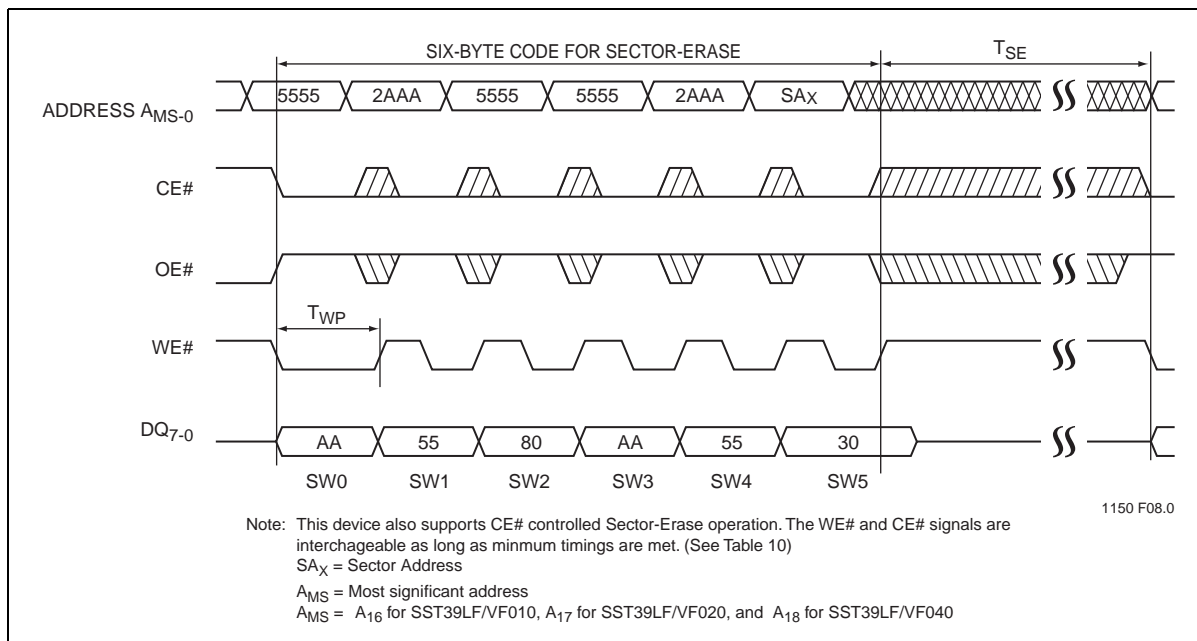 SIX-BYTE CODE FOR SECTOR-ERASE TSE
ADDRESS AMS-0 5555 2AAA 5555 5555 2AAA SAX
CE#
OE#
TWP
WE#
DQ7-0 AA 55 80 AA 55 30
SW0 SW1 SW2 SW3 SW4 SW5
1150 F08.0
Note: This device also supports CE# controlled Sector-Erase operation. The WE# and CE# signals are
interchageable as long as minmum timings are met. (See Table 10)
SAX = Sector Address
AMS = Most significant address
AMS = A16 for SST39LF/VF010, A17 for SST39LF/VF020, and A18 for SST39LF/VF040